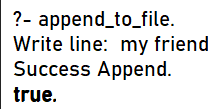 ?- append_to_file.
Write line:  my friend
Success Append.
true.